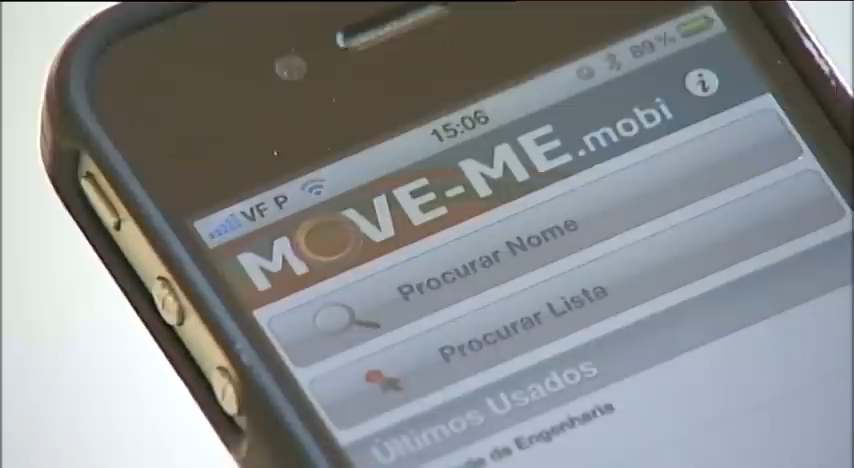 VF P 15:06 89 %
MOVE-ME.mobi
Procurar Nome
Procurar Lista
Últimos Usados
de Engenharia